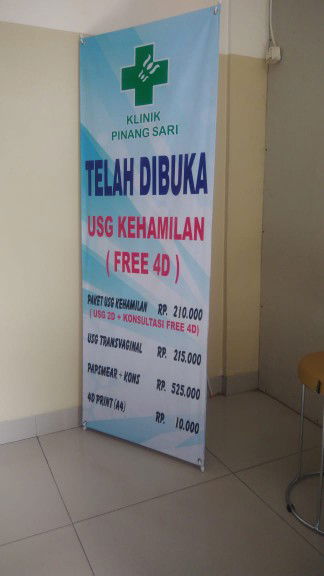 KLINIK
PINANG SARI
TELAH DIBUKA
USG KEHAMILAN
( FREE 4D )
PAKET USG KEHAMILAN RP. 210.000
( USG 2D + KONSULTASI FREE 4D)
USG TRANSVAGINAL RP. 215.000
PAPSMEAR + KONS RP. 525.000
4D PRINT (A4) RP. 10.000